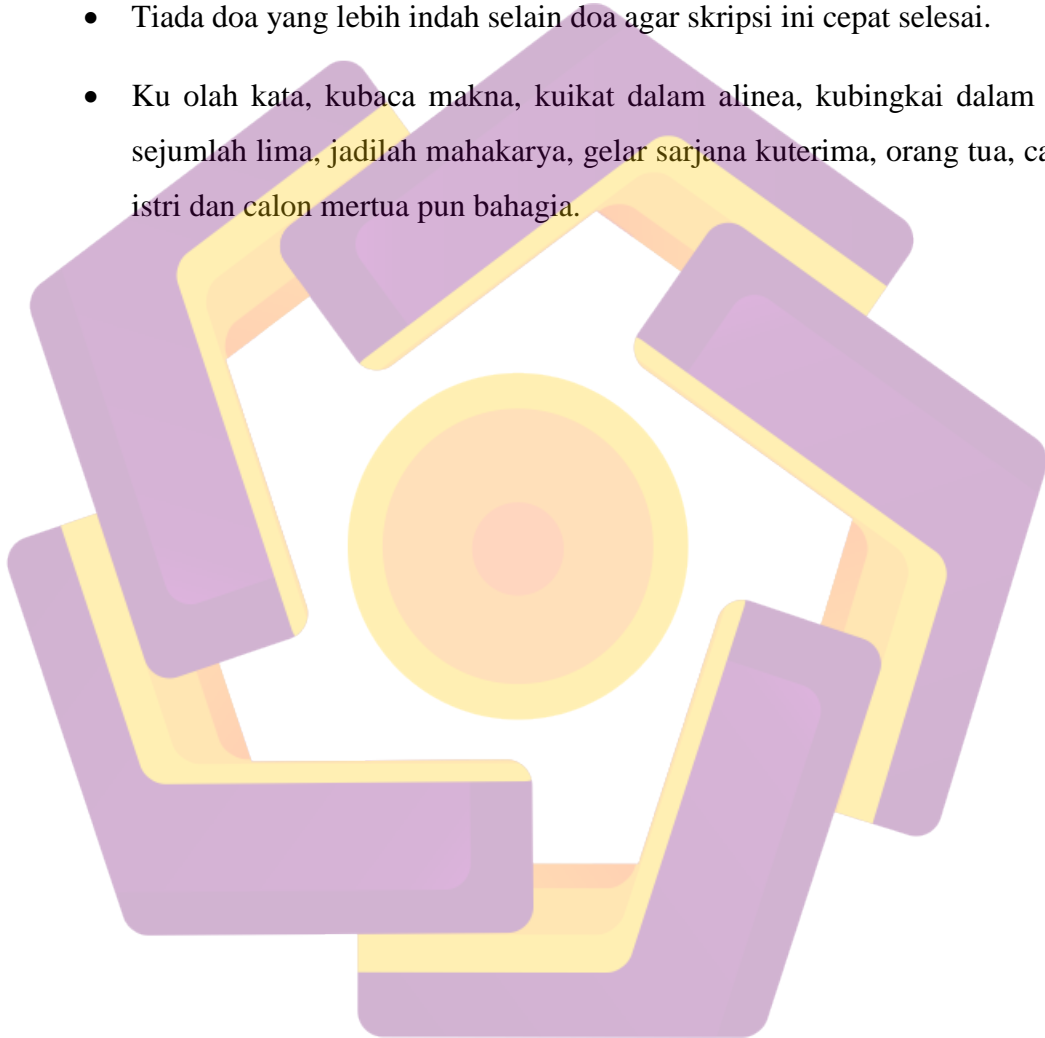 • Tiada doa yang lebih indah selain doa agar skripsi ini cepat selesai.
• Ku olah kata, kubaca makna, kuikat dalam alinea, kubingkai dalam
sejumlah lima, jadilah mahakarya, gelar sarjana kuterima, orang tua,
istri dan calon mertua pun bahagia.